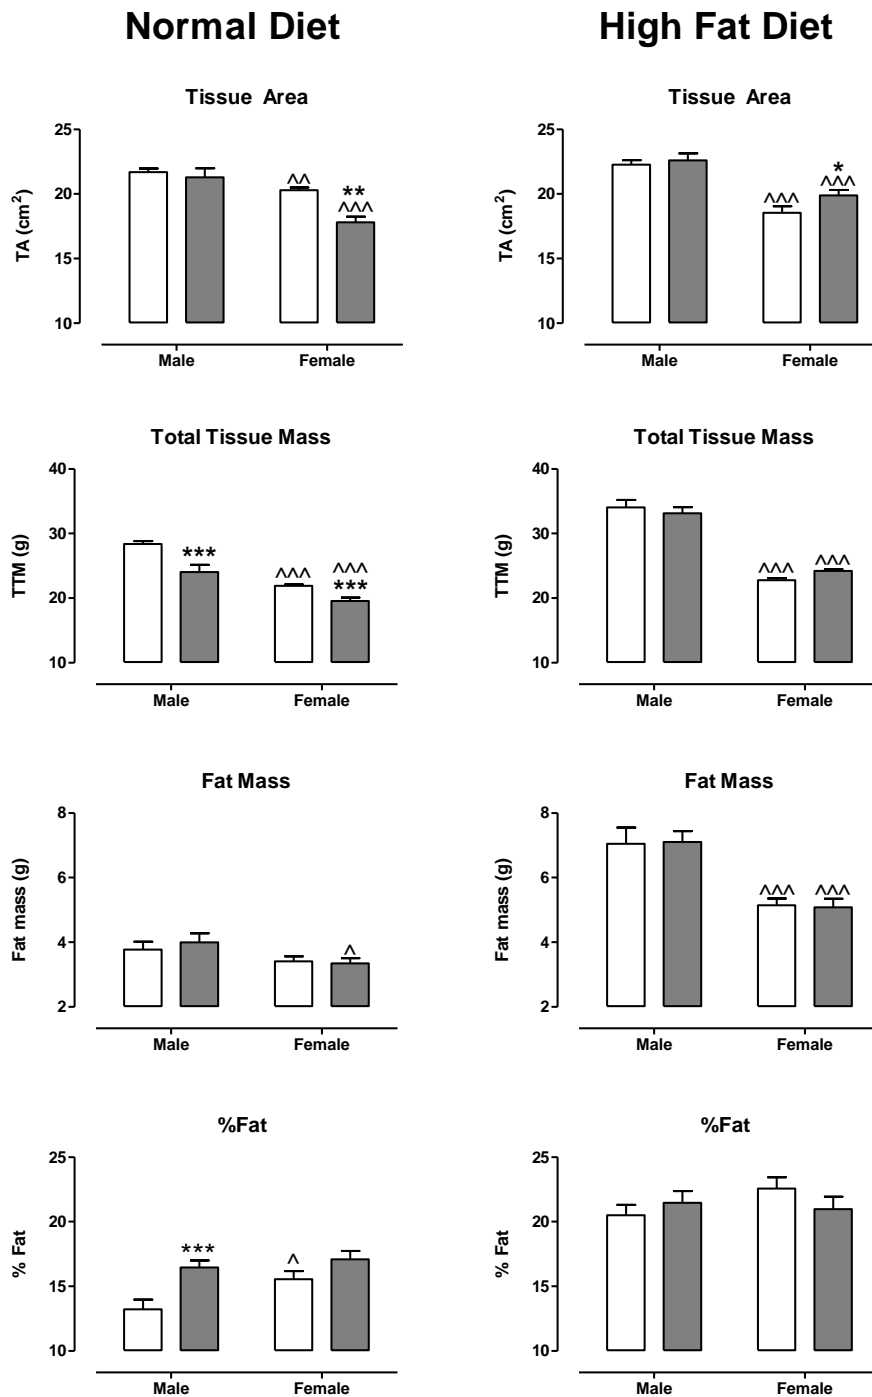 Normal Diet
High Fat Diet
Tissue Area
TA (cm²)
25
20
15
10
^^
**
^^^
Male
Female
Tissue Area
TA (cm²)
25
20
15
10
^^^
*
^^^
Male
Female
Total Tissue Mass
TTM (g)
40
30
20
10
***
^^^
^^^
***
Male
Female
Total Tissue Mass
TTM (g)
40
30
20
10
^^^
^^^
Male
Female
Fat Mass
Fat mass (g)
8
6
4
2
^
Male
Female
Fat Mass
Fat mass (g)
8
6
4
2
^^^
^^^
Male
Female
%Fat
% Fat
25
20
15
10
***
^
Male
Female
%Fat
% Fat
25
20
15
10
Male
Female